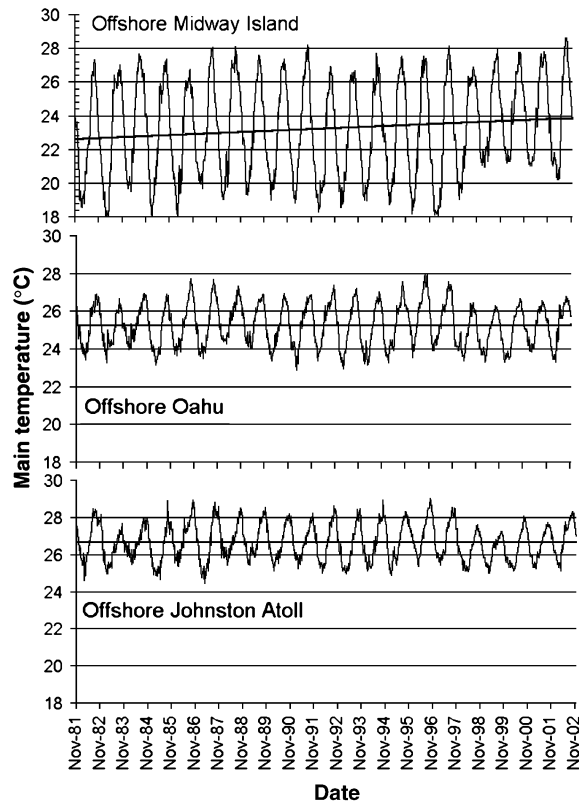 Offshore Midway Island
30
28
26
24
22
20
18
30
28
26
24
22
20
18
Offshore Oahu
30
28
26
24
22
20
18
Offshore Johnston Atoll
Main temperature (°C)
Nov-81
Nov-82
Nov-83
Nov-84
Nov-85
Nov-86
Nov-87
Nov-88
Nov-89
Nov-90
Nov-91
Nov-92
Nov-93
Nov-94
Nov-95
Nov-96
Nov-97
Nov-98
Nov-99
Nov-00
Nov-01
Nov-02
Date